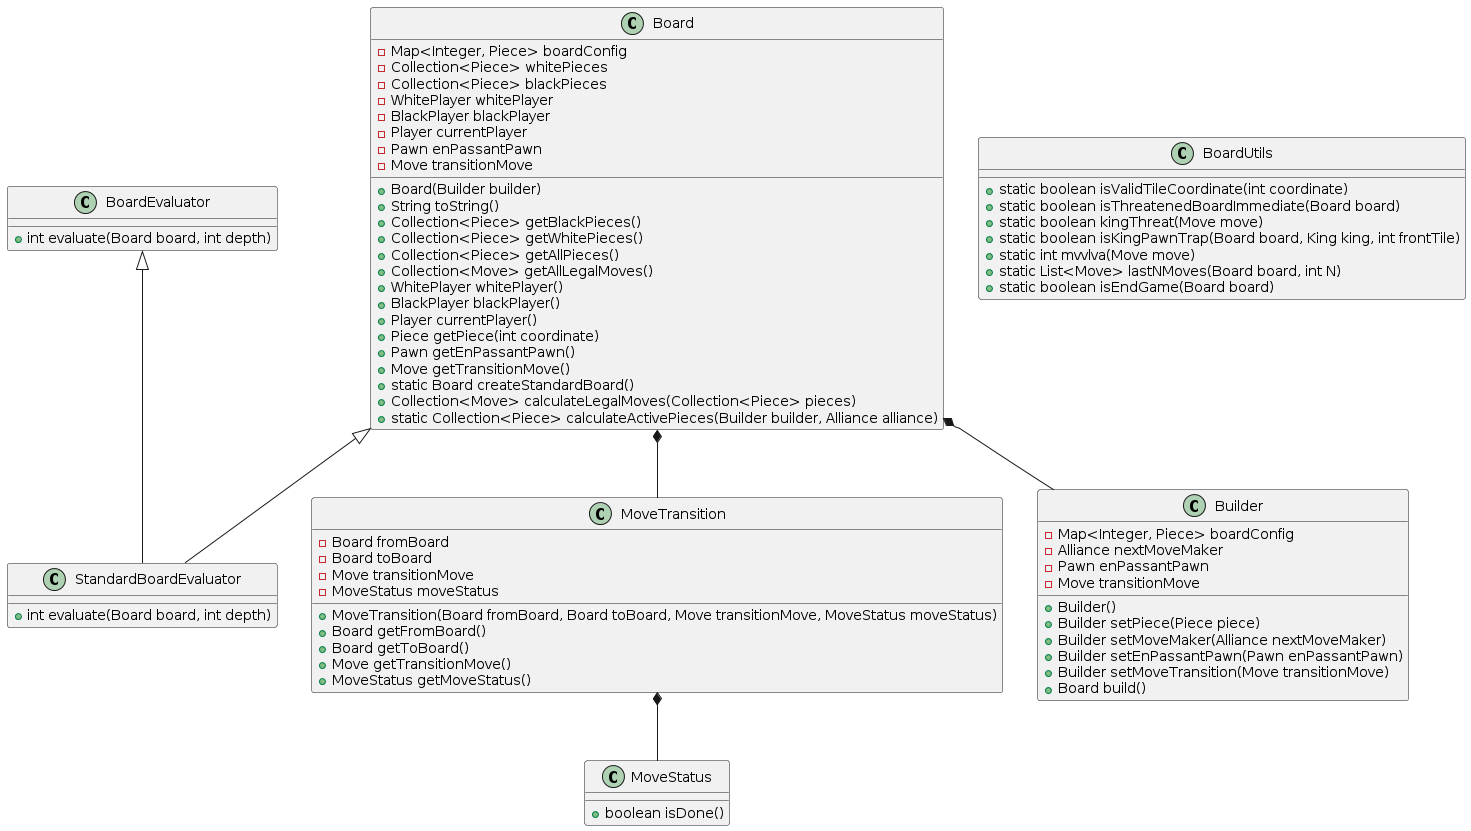 C Board
Map<Integer, Piece> boardConfig
Collection<Piece> whitePieces
Collection<Piece> blackPieces
WhitePlayer whitePlayer
BlackPlayer blackPlayer
Player currentPlayer
Pawn enPassantPawn
Move transitionMove
Board(Builder builder)
String toString()
Collection<Piece> getBlackPieces()
Collection<Piece> getWhitePieces()
Collection<Piece> getAllPieces()
Collection<Move> getAllLegalMoves()
WhitePlayer whitePlayer()
BlackPlayer blackPlayer()
Player currentPlayer()
Piece getPiece(int coordinate)
Pawn getEnPassantPawn()
Move getTransitionMove()
static Board createStandardBoard()
Collection<Move> calculateLegalMoves(Collection<Piece> pieces)
static Collection<Piece> calculateActivePieces(Builder builder, Alliance alliance)
C BoardUtils
static boolean isValidTileCoordinate(int coordinate)
static boolean isThreatenedBoardImmediate(Board board)
static boolean kingThreat(Move move)
static boolean isKingPawnTrap(Board board, King king, int frontTile)
static int mvvlva(Move move)
static List<Move> lastNMoves(Board board, int N)
static boolean isEndGame(Board board)
C BoardEvaluator
int evaluate(Board board, int depth)
C StandardBoardEvaluator
int evaluate(Board board, int depth)
C MoveTransition
Board fromBoard
Board toBoard
Move transitionMove
MoveStatus moveStatus
MoveTransition(Board fromBoard, Board toBoard, Move transitionMove, MoveStatus moveStatus)
Board getFromBoard()
Board getToBoard()
Move getTransitionMove()
MoveStatus getMoveStatus()
C Builder
Map<Integer, Piece> boardConfig
Alliance nextMoveMaker
Pawn enPassantPawn
Move transitionMove
Builder()
Builder setPiece(Piece piece)
Builder setMoveMaker(Alliance nextMoveMaker)
Builder setEnPassantPawn(Pawn enPassantPawn)
Builder setMoveTransition(Move transitionMove)
Board build()
C MoveStatus
boolean isDone()